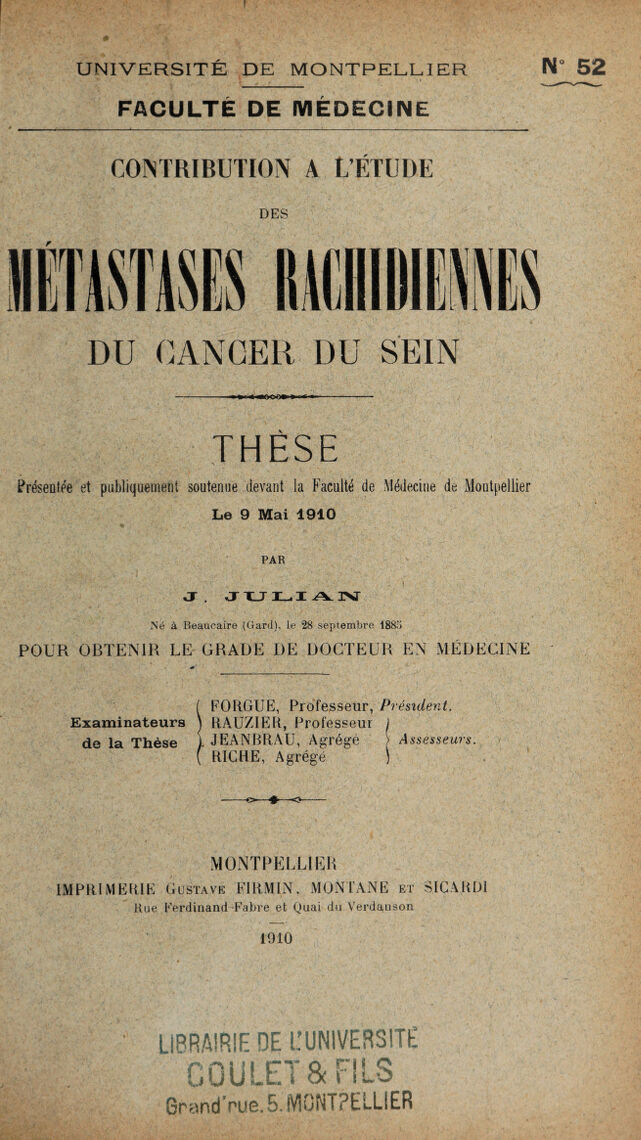 UNIVERSITÉ DE MONTPELLIER N° 52
FACULTÉ DE MÉDECINE
CONTRIBUTION A L'ÉTUDE
DES
MÉTASTASES RACHIDIENNES
DU CANCER DU SEIN
THÈSE
Présentée et publiquement soutenue devant la Faculté de Médecine de Montpellier
Le 9 Mai 1910
PAR
J. JULIAN
Né à Beaucaire (Gard), le 28 septembre
POUR OBTENIR LE GRADE DE DOCTEUR EN MÉDECINE
Examinateurs de la Thèse
FORGUE, Professeur, Président.
RAUZIER, Professeur
JEANBRAU, Agrégé
RICHE, Agrégé
Assesseurs.
MONTPELLIER
IMPRIMERIE GUSTAVE FIRMIN, MONTANE ET SICARDI
Rue Ferdinand-Fabre et Quai du Verdanson
1910
LIBRAIRIE DE L'UNIVERSITÉ
COULET & FILS
Grand'rue. 5. MONTPELLIER